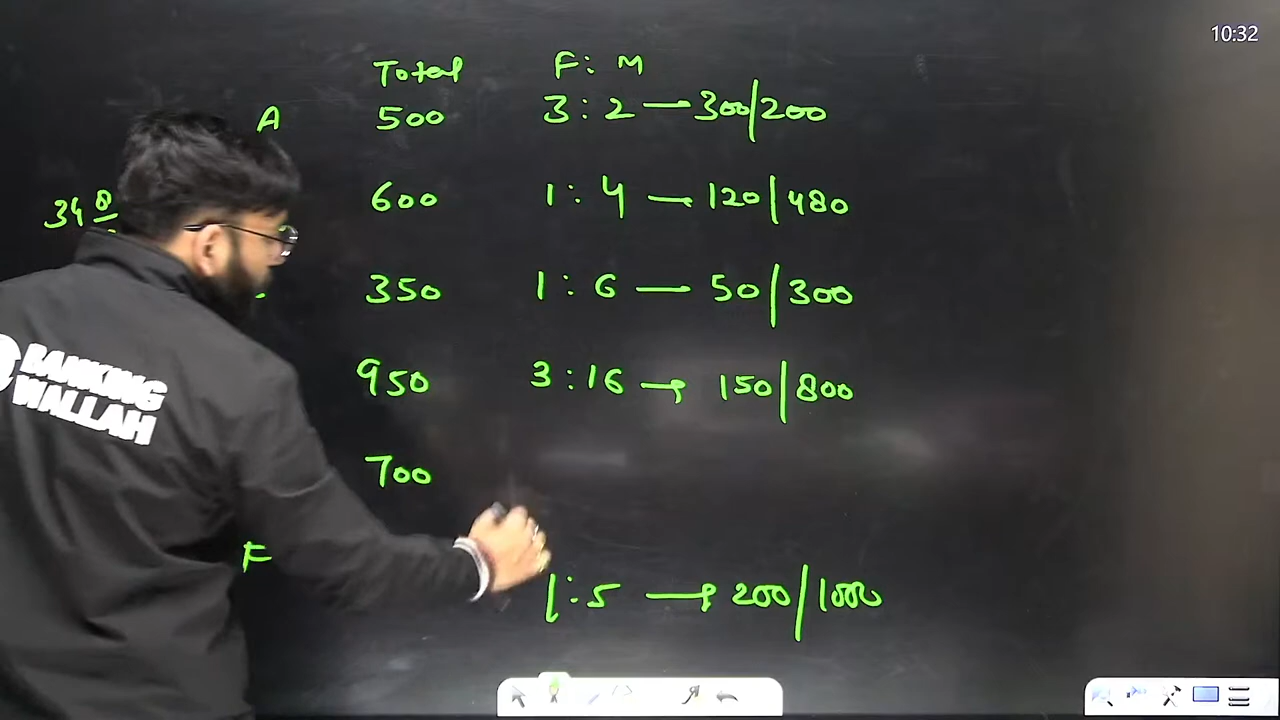 10:32
Total F: M
A 500 3 : 2 → 300/200
600 1 : 4 → 120/480
350 1 : 6 → 50/300
950 3 : 16 → 150/800
700
F 1:5 → 200/1000
BANKING
WALLAH